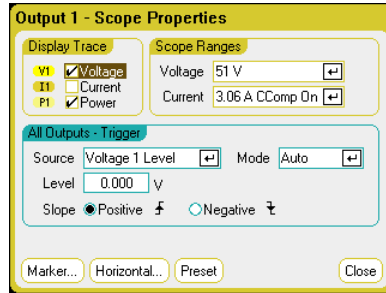 Output 1 - Scope Properties
Display Trace
V1 Voltage
I1 Current
P1 Power
Scope Ranges
Voltage 51 V
Current 3.06 A CComp On
All Outputs - Trigger
Source Voltage 1 Level Mode Auto
Level 0.000 V
Slope Positive Negative
Marker... Horizontal... Preset Close